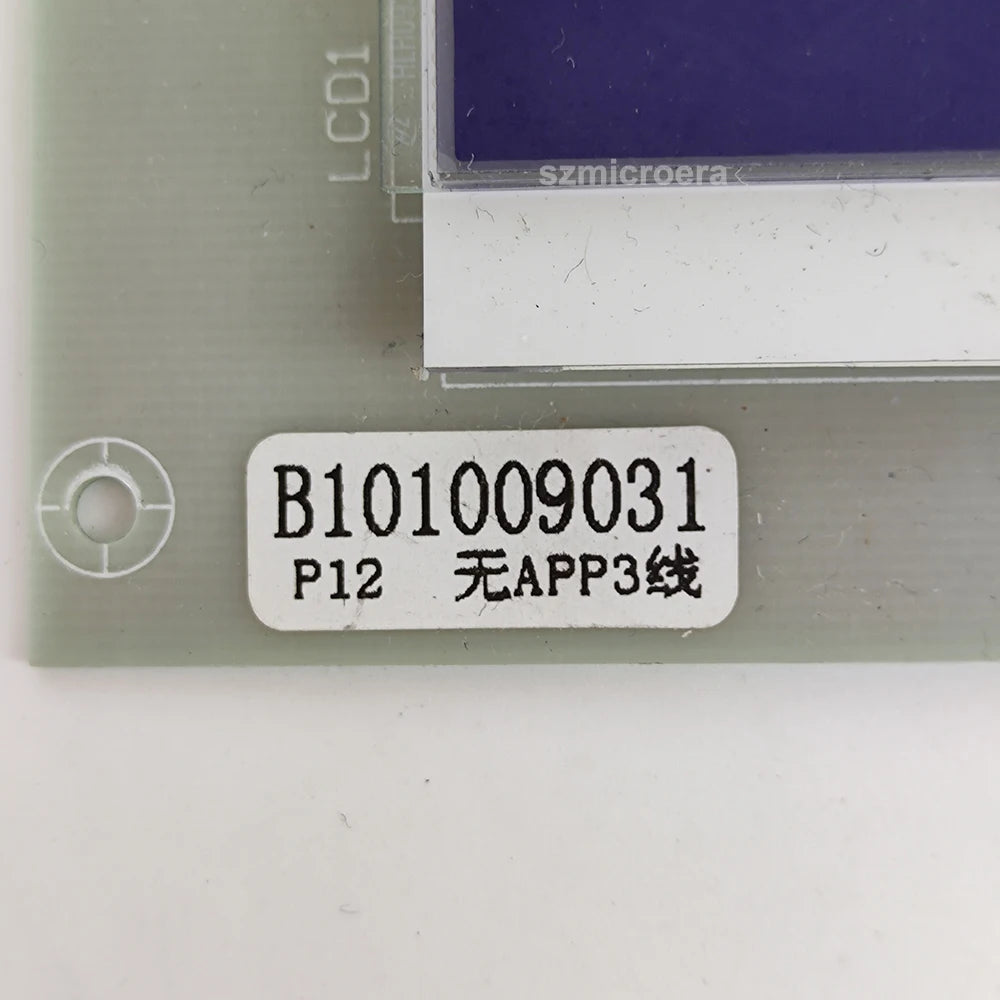 LCD1
szmicroera
B101009031
P12 无APP3线